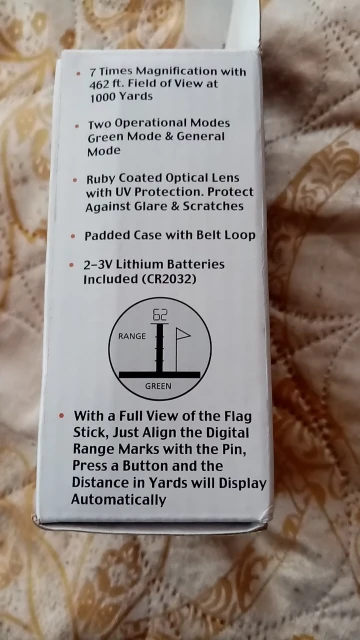 • 7 Times Magnification with
462 ft. Field of View at
1000 Yards
• Two Operational Modes
Green Mode & General
Mode
• Ruby Coated Optical Lens
with UV Protection. Protect
Against Glare & Scratches
• Padded Case with Belt Loop
• 2-3V Lithium Batteries
Included (CR2032)
62
RANGE
GREEN
• With a Full View of the Flag
Stick, Just Align the Digital
Range Marks with the Pin,
Press a Button and the
Distance in Yards will Display
Automatically